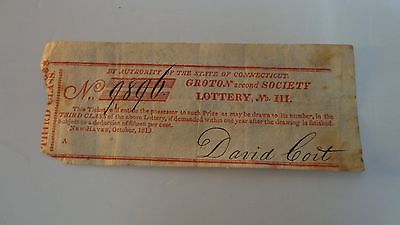 THIRD CLASS.
BY AUTHORITY OF THE STATE OF CONNECTICUT.
No. 9896 GROTON second SOCIETY
LOTTERY, No. III.
This Ticket will entitle the possessor to such Prize as may be drawn to its number, in the
THIRD CLASS of the above Lottery, if demanded within one year after the drawing is finished.
Subject to a deduction of fifteen per cent.
NEW HAVEN, October, 1813
A
David Coit